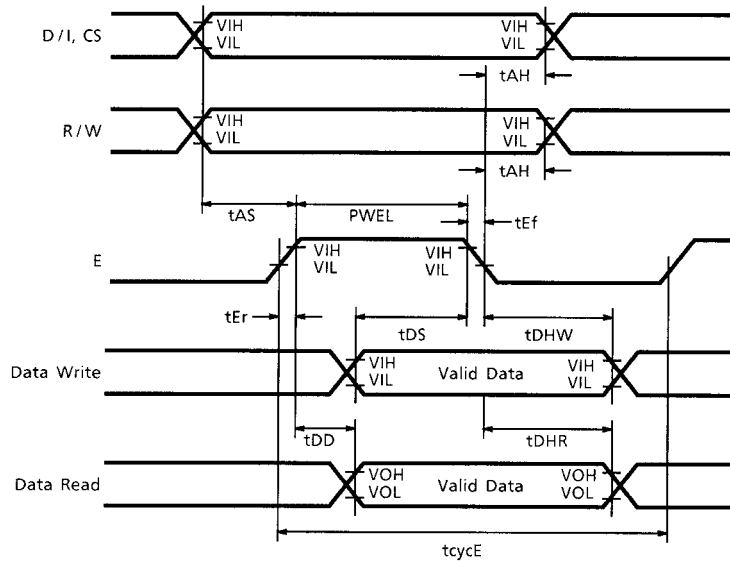 D/I, CS
VIH
VIL
VIH
VIL
tAH
R/W
VIH
VIL
VIH
VIL
tAH
tAS
PWEL
tEf
E
VIH
VIL
VIH
VIL
tEr
tDS
tDHW
Data Write
VIH
VIL
Valid Data
VIH
VIL
tDD
tDHR
Data Read
VOH
VOL
Valid Data
VOH
VOL
tcycE